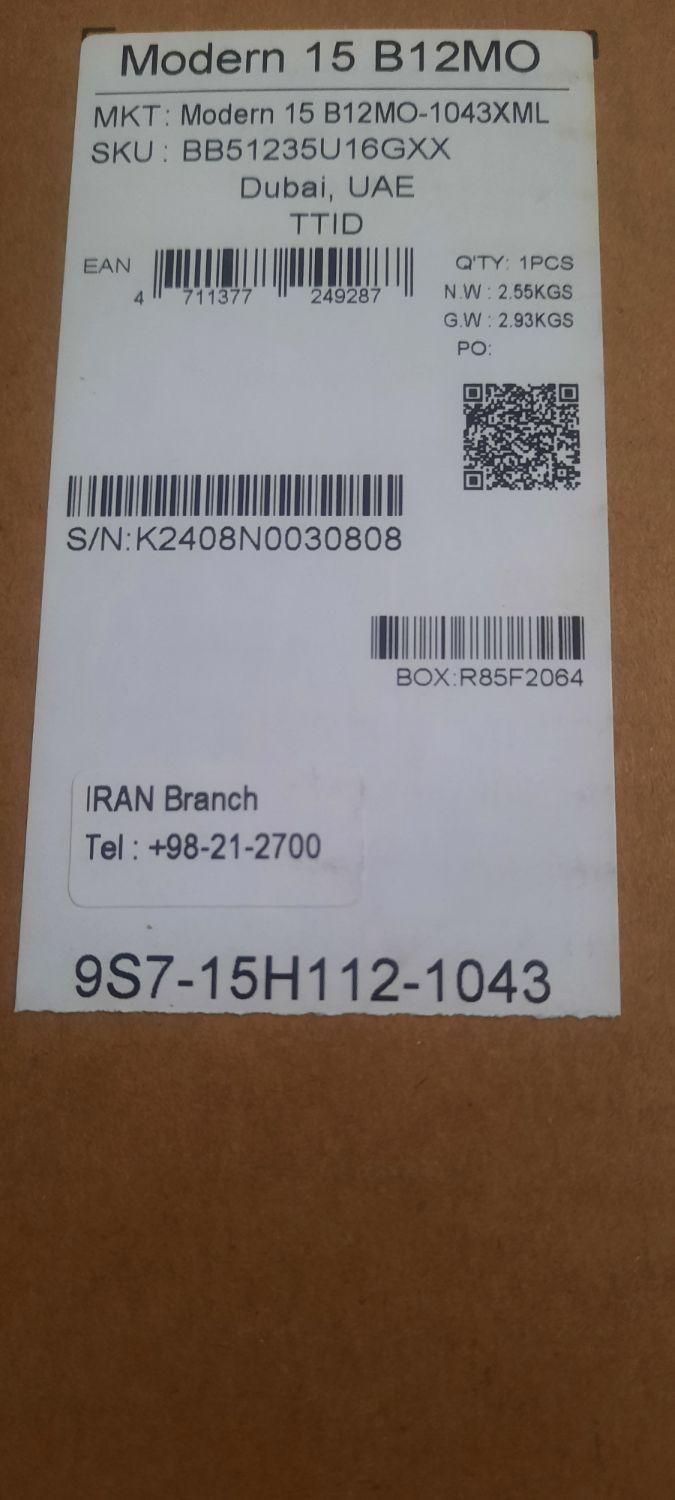 Modern 15 B12MO
MKT: Modern 15 B12MO-1043XML
SKU : BB51235U16GXX
Dubai, UAE
TTID
EAN
4 711377 249287
Q'TY: 1PCS
N.W : 2.55KGS
G.W : 2.93KGS
PO:
S/N:K2408N0030808
BOX:R85F2064
IRAN Branch
Tel : +98-21-2700
9S7-15H112-1043